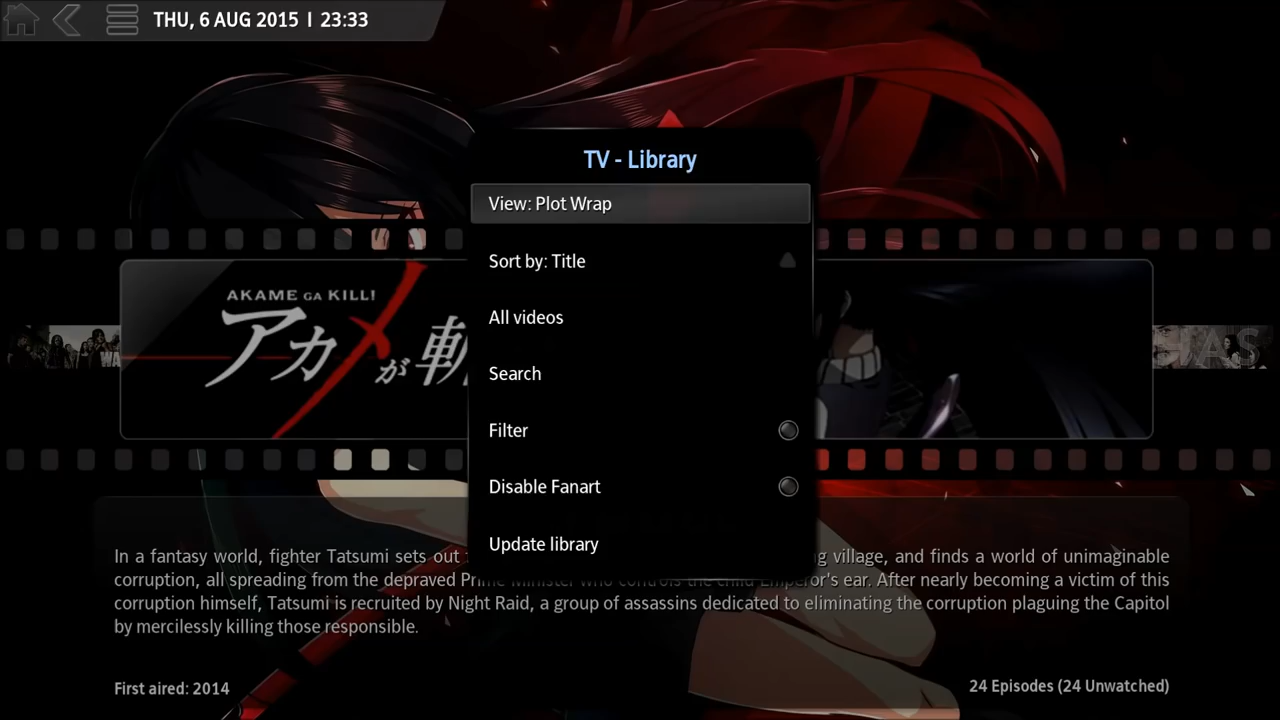 THU, 6 AUG 2015 | 23:33
TV - Library
View: Plot Wrap
Sort by: Title
All videos
Search
Filter
Disable Fanart
Update library
AKAME GA KILL!
アカメが斬
WA
HAS
In a fantasy world, fighter Tatsumi sets out village, and finds a world of unimaginable
corruption, all spreading from the depraved Prime Minister who controls the child Emperor's ear. After nearly becoming a victim of this
corruption himself, Tatsumi is recruited by Night Raid, a group of assassins dedicated to eliminating the corruption plaguing the Capitol
by mercilessly killing those responsible.
First aired: 2014
24 Episodes (24 Unwatched)